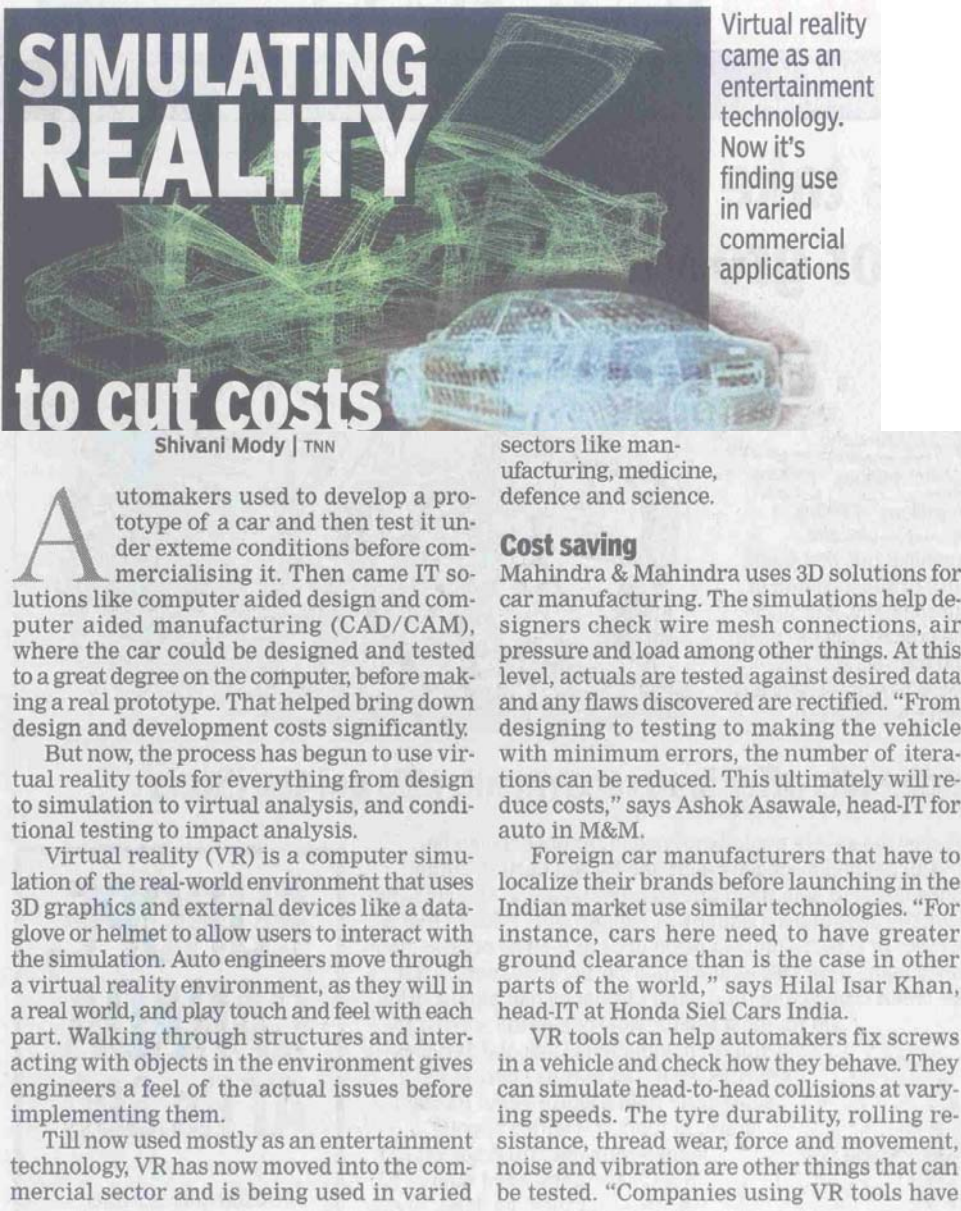 SIMULATING
REALITY
to cut costs
Virtual reality
came as an
entertainment
technology.
Now it's
finding use
in varied
commercial
applications
Shivani Mody | TNN
Automakers used to develop a pro-
totype of a car and then test it un-
der exteme conditions before com-
mercialising it. Then came IT so-
lutions like computer aided design and com-
puter aided manufacturing (CAD/CAM),
where the car could be designed and tested
to a great degree on the computer, before mak-
ing a real prototype. That helped bring down
design and development costs significantly.
But now, the process has begun to use vir-
tual reality tools for everything from design
to simulation to virtual analysis, and condi-
tional testing to impact analysis.
Virtual reality (VR) is a computer simu-
lation of the real-world environment that uses
3D graphics and external devices like a data-
glove or helmet to allow users to interact with
the simulation. Auto engineers move through
a virtual reality environment, as they will in
a real world, and play touch and feel with each
part. Walking through structures and inter-
acting with objects in the environment gives
engineers a feel of the actual issues before
implementing them.
Till now used mostly as an entertainment
technology, VR has now moved into the com-
mercial sector and is being used in varied
sectors like man-
ufacturing, medicine,
defence and science.
Cost saving
Mahindra & Mahindra uses 3D solutions for
car manufacturing. The simulations help de-
signers check wire mesh connections, air
pressure and load among other things. At this
level, actuals are tested against desired data
and any flaws discovered are rectified. “From
designing to testing to making the vehicle
with minimum errors, the number of itera-
tions can be reduced. This ultimately will re-
duce costs,” says Ashok Asawale, head-IT for
auto in M&M.
Foreign car manufacturers that have to
localize their brands before launching in the
Indian market use similar technologies. “For
instance, cars here need to have greater
ground clearance than is the case in other
parts of the world,” says Hilal Isar Khan,
head-IT at Honda Siel Cars India.
VR tools can help automakers fix screws
in a vehicle and check how they behave. They
can simulate head-to-head collisions at vary-
ing speeds. The tyre durability, rolling re-
sistance, thread wear, force and movement,
noise and vibration are other things that can
be tested. “Companies using VR tools have